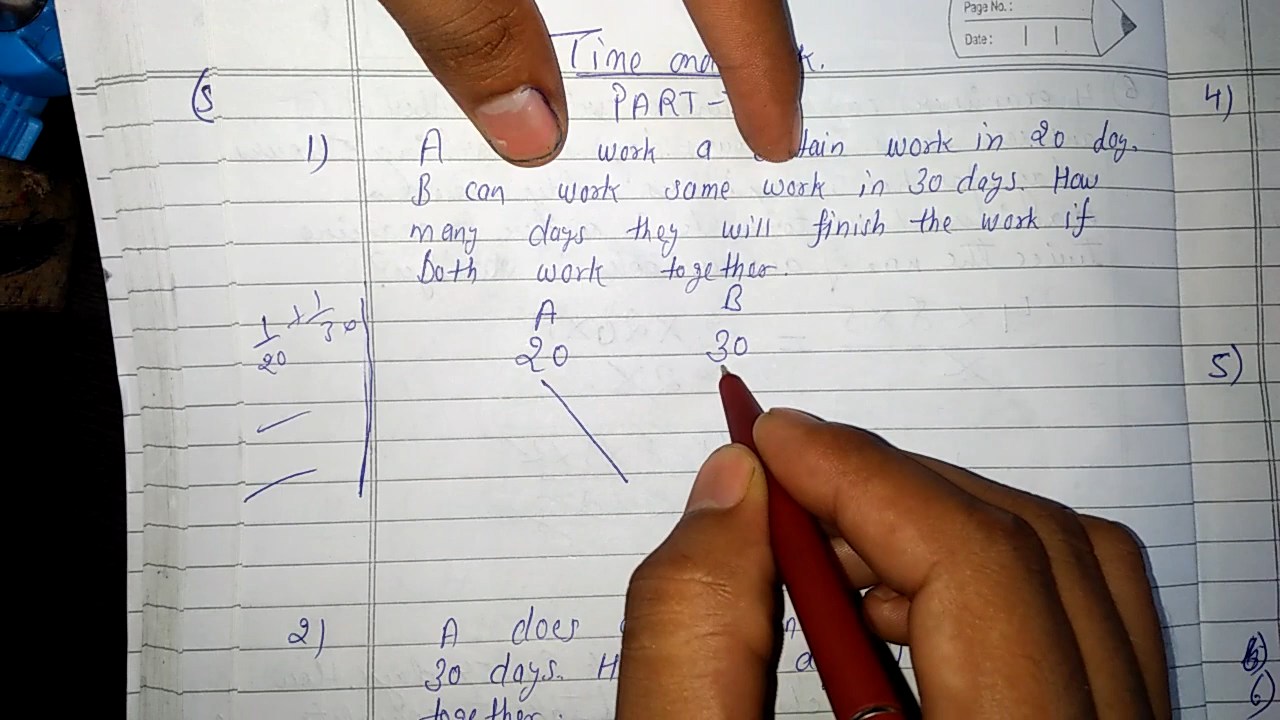 Page No.:
Date:
Time and
PART-
1) A work a work in 20 day.
B can work same work in 30 days. How
many days they will finish the work if
both work together.
A B
20 30
1/20 + 1/30
2) A does
30 days.
together.
4)
5)
6)